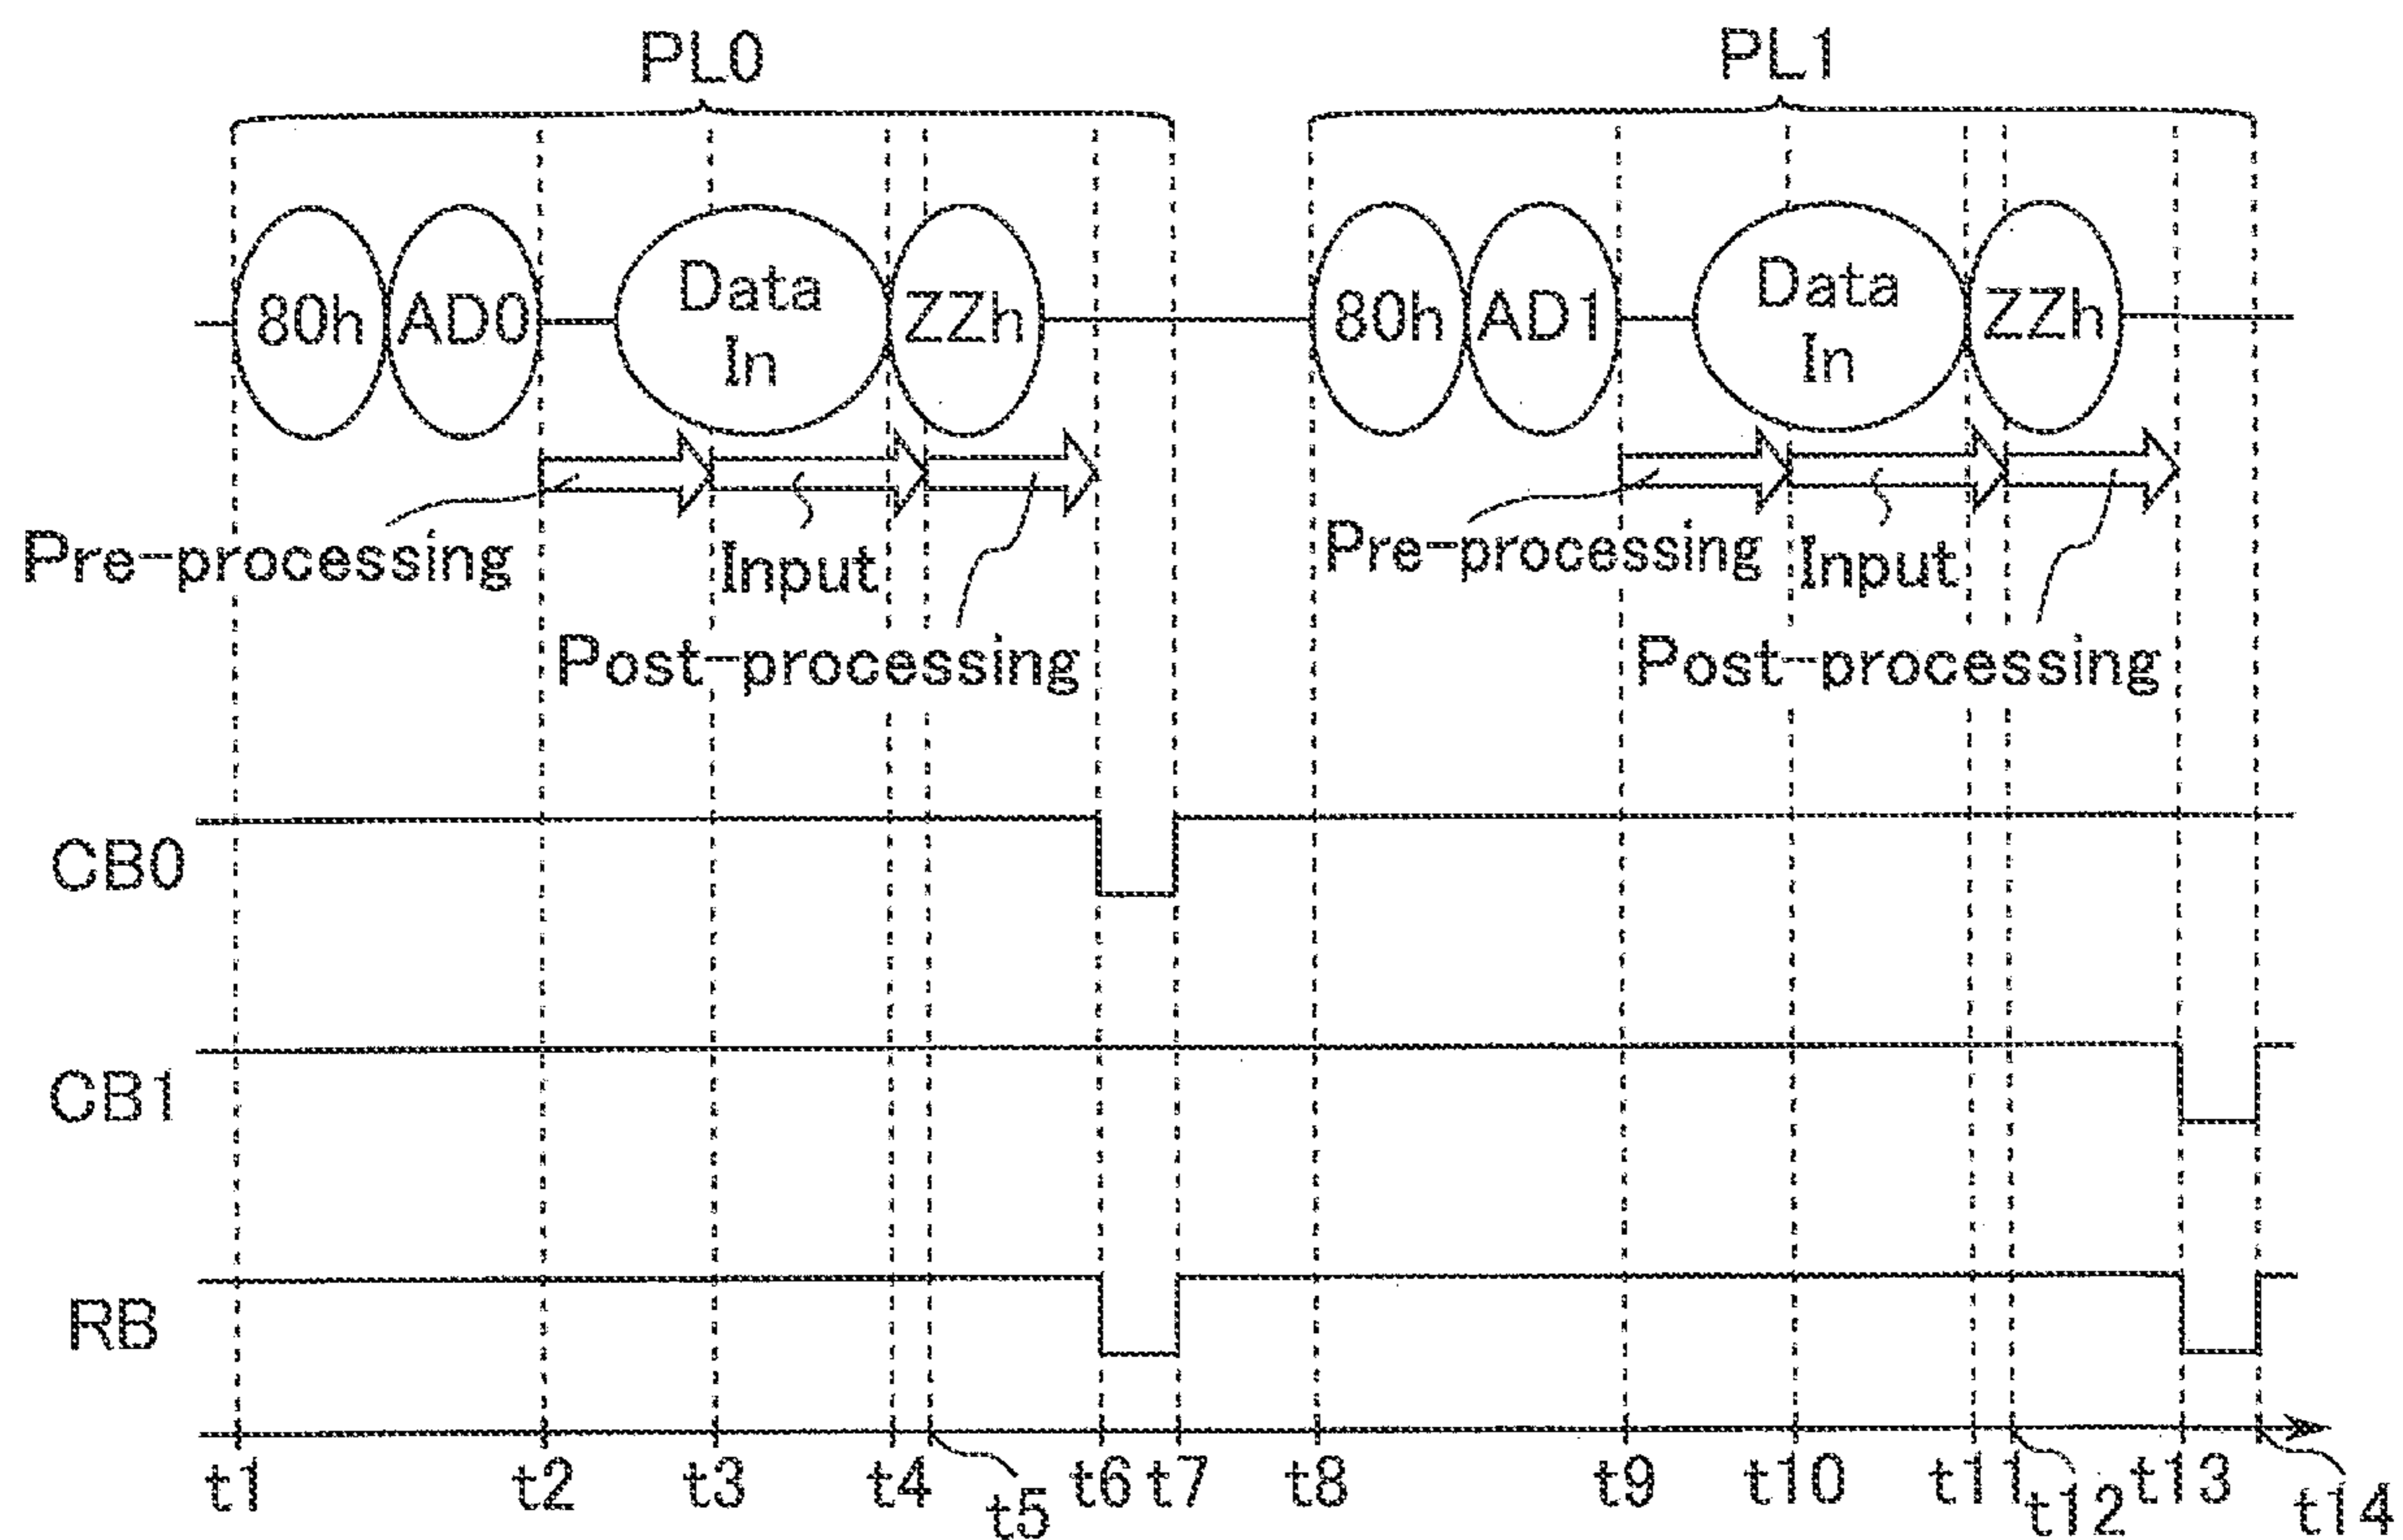 PL0 PL1
80h AD0 Data In ZZh 80h AD1 Data In ZZh
Pre-processing Input Pre-processing Input
Post-processing Post-processing
CB0
CB1
RB
t1 t2 t3 t4 t5 t6 t7 t8 t9 t10 t11 t12 t13 t14